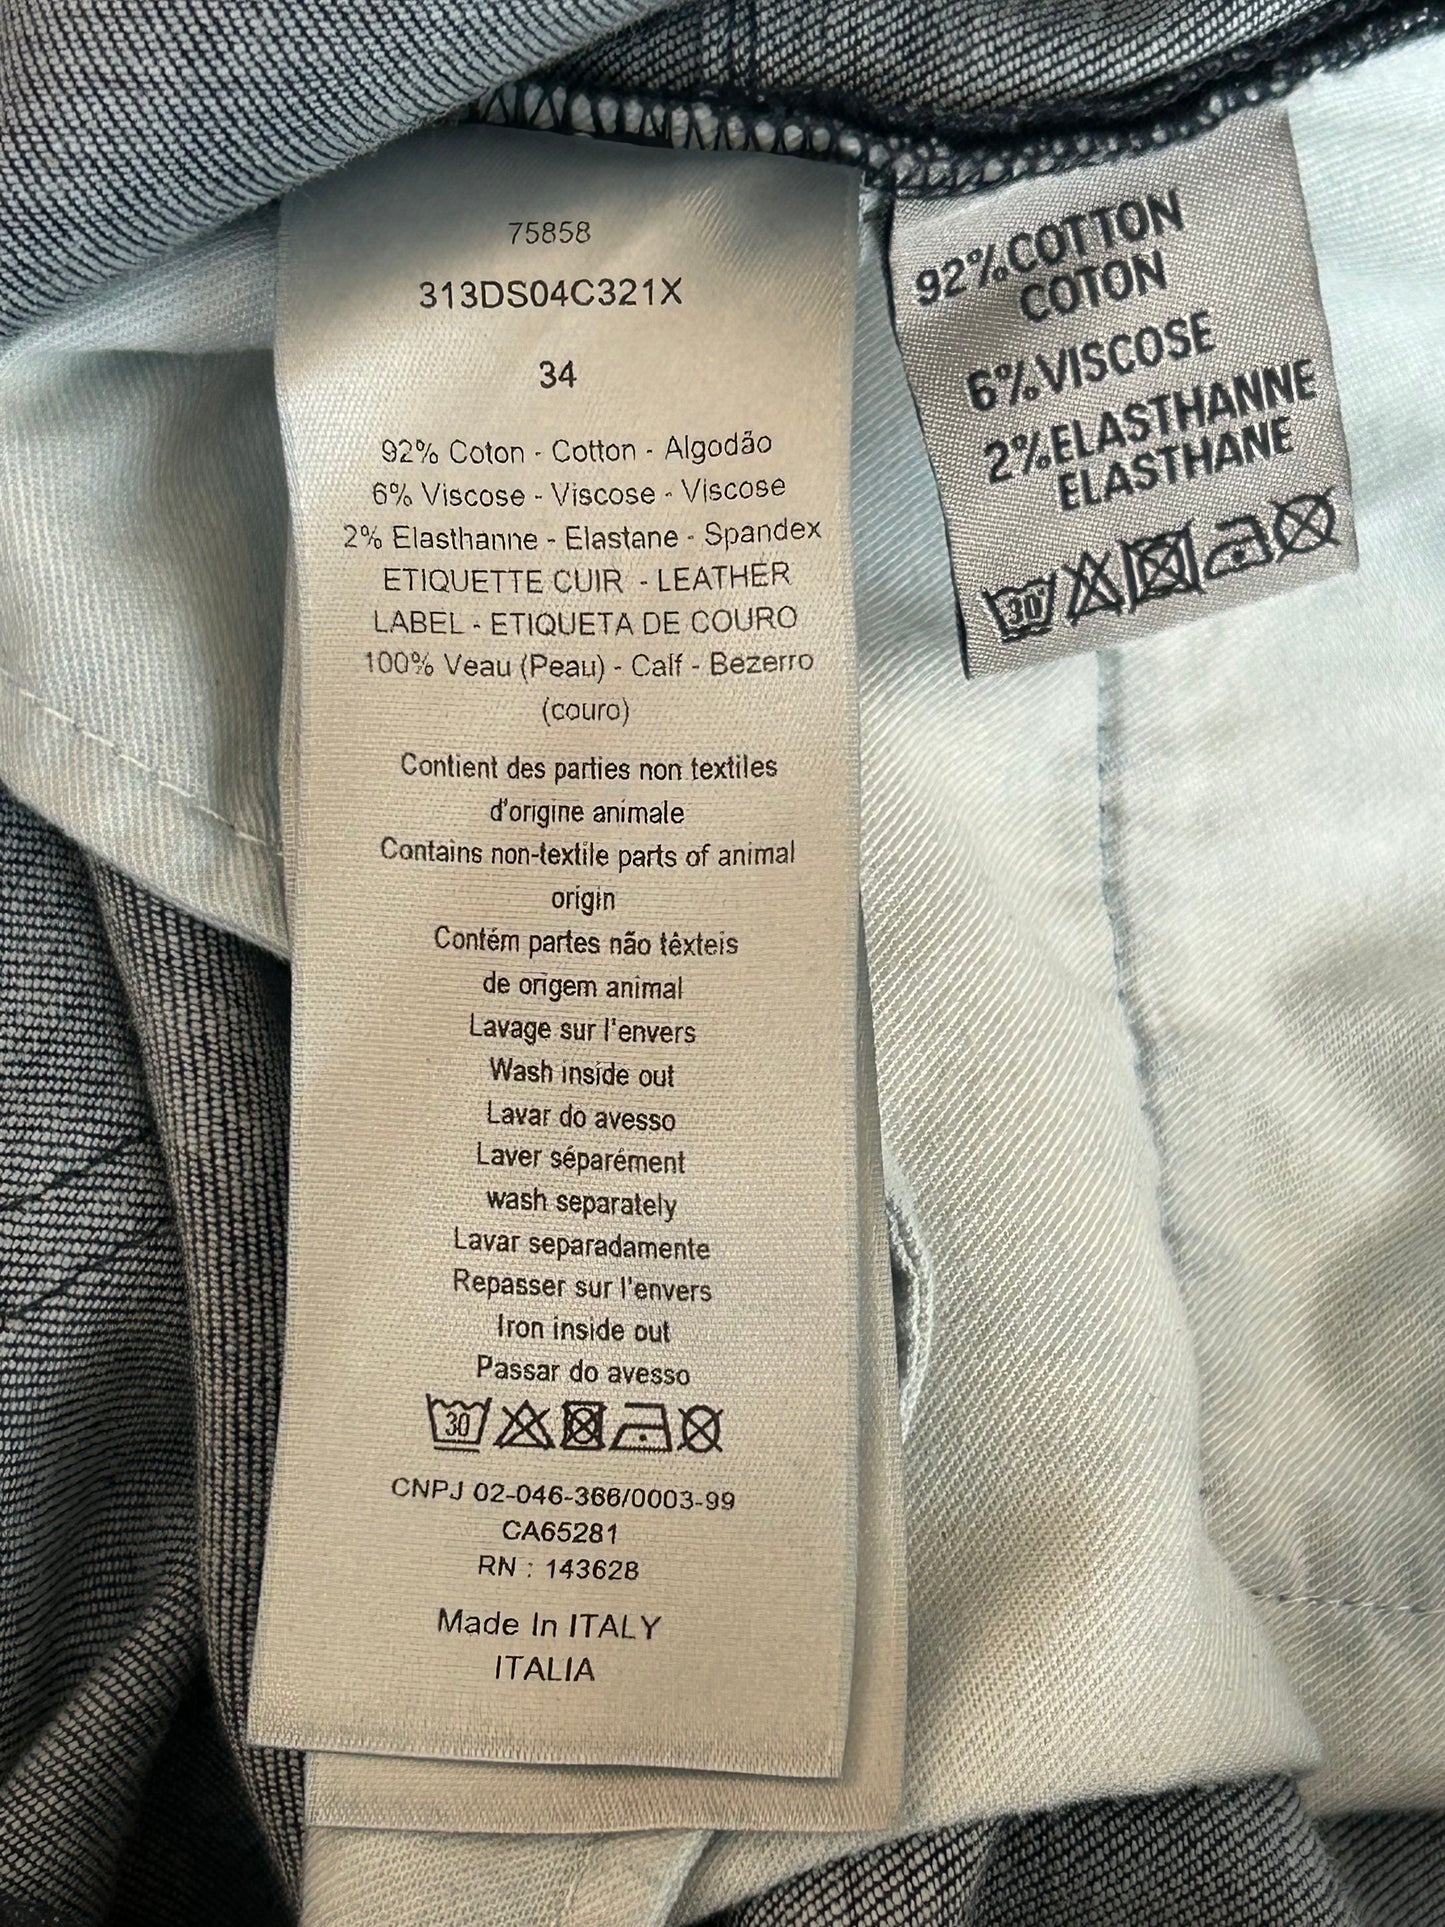 75858
313DS04C321X
34
92% Coton - Cotton - Algodão
6% Viscose - Viscose - Viscose
2% Elasthanne - Elastane - Spandex
ETIQUETTE CUIR - LEATHER
LABEL - ETIQUETA DE COURO
100% Veau (Peau) - Calf - Bezerro
(couro)
Contient des parties non textiles
d'origine animale
Contains non-textile parts of animal
origin
Contém partes não têxteis
de origem animal
Lavage sur l'envers
Wash inside out
Lavar do avesso
Laver séparément
wash separately
Lavar separadamente
Repasser sur l'envers
Iron inside out
Passar do avesso
30
CNPJ 02-046-366/0003-99
CA65281
RN : 143628
Made In ITALY
ITALIA
92%COTTON
COTON
6%VISCOSE
2%ELASTHANNE
ELASTHANE
30°